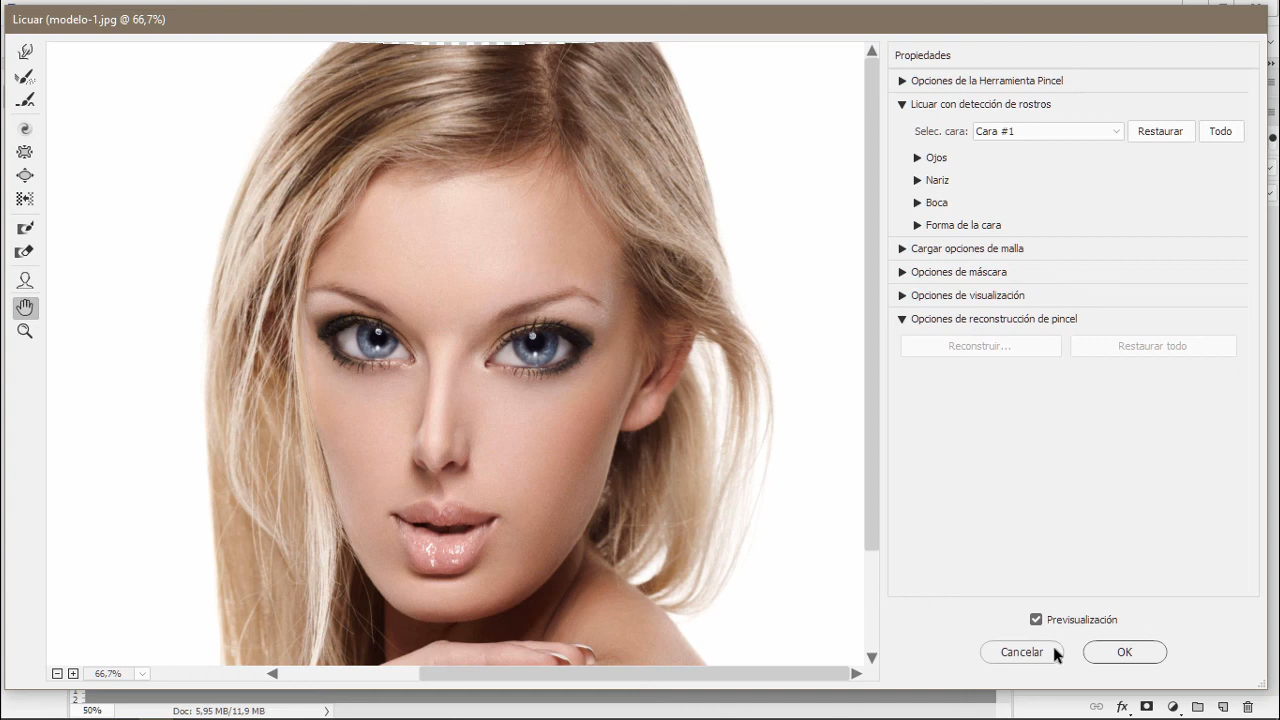 Licuar (modelo-1.jpg @ 66,7%)
Propiedades
Opciones de la Herramienta Pincel
Licuar con detección de rostros
Selec. cara: Cara #1 Restaurar Todo
Ojos
Nariz
Boca
Forma de la cara
Cargar opciones de malla
Opciones de máscara
Opciones de visualización
Opciones de reconstrucción de pincel
Reconstruir... Restaurar todo
Previsualización
Cancelar OK
66,7%
1
2
50% Doc: 5,95 MB/11,9 MB
fx